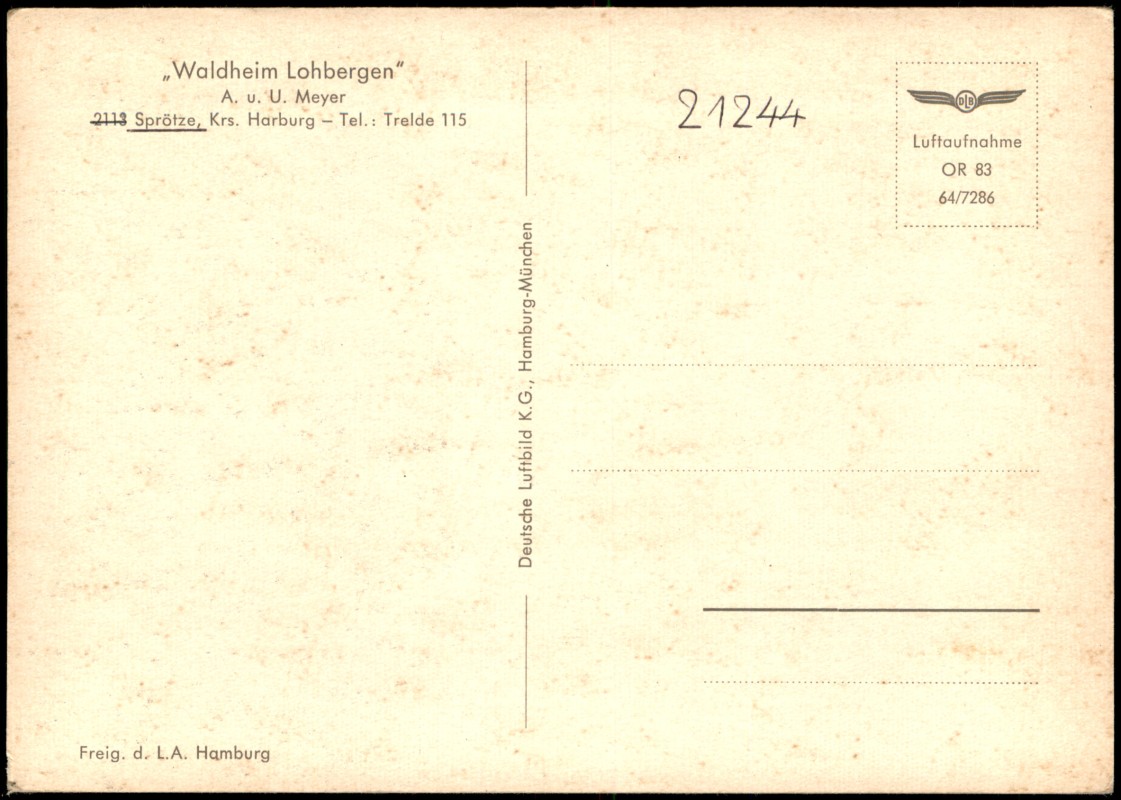 „Waldheim Lohbergen“
A. u. U. Meyer
2113 Sprötze, Krs. Harburg – Tel.: Trelde 115
21244
DLB
Luftaufnahme
OR 83
64/7286
Deutsche Luftbild K.G., Hamburg-München
Freig. d. L.A. Hamburg